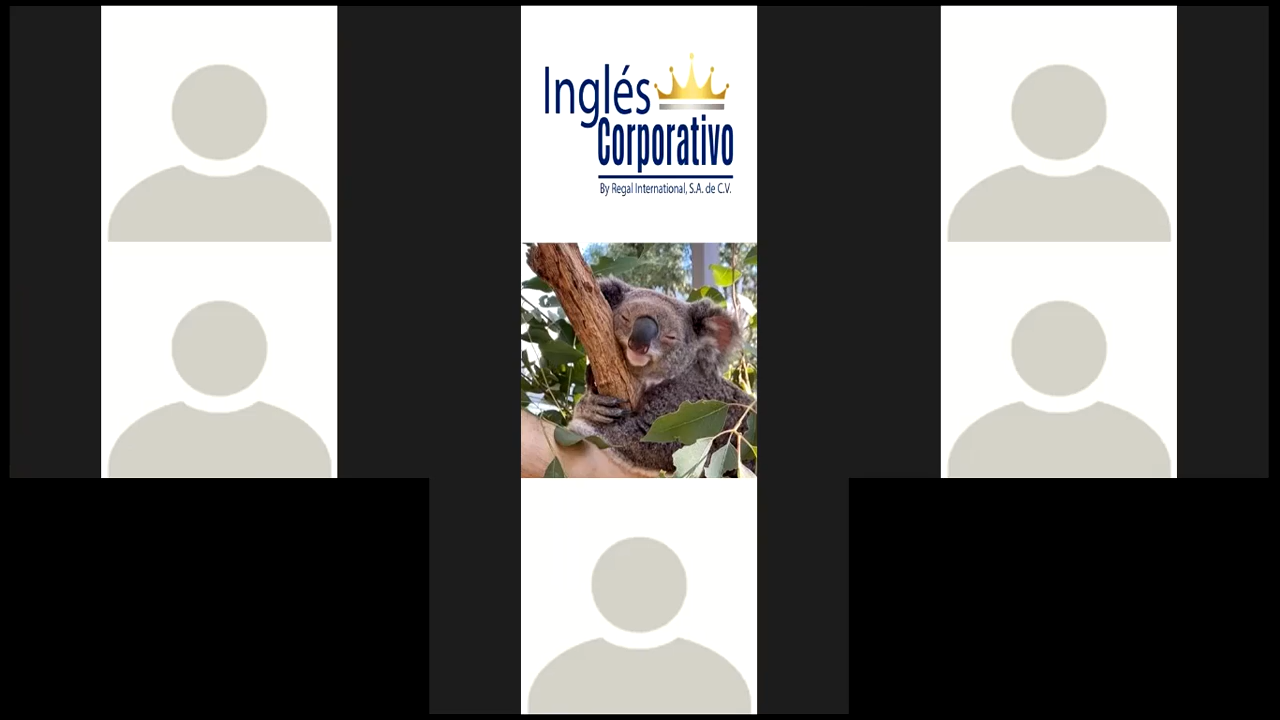 Inglés
Corporativo
By Regal International, S.A. de C.V.